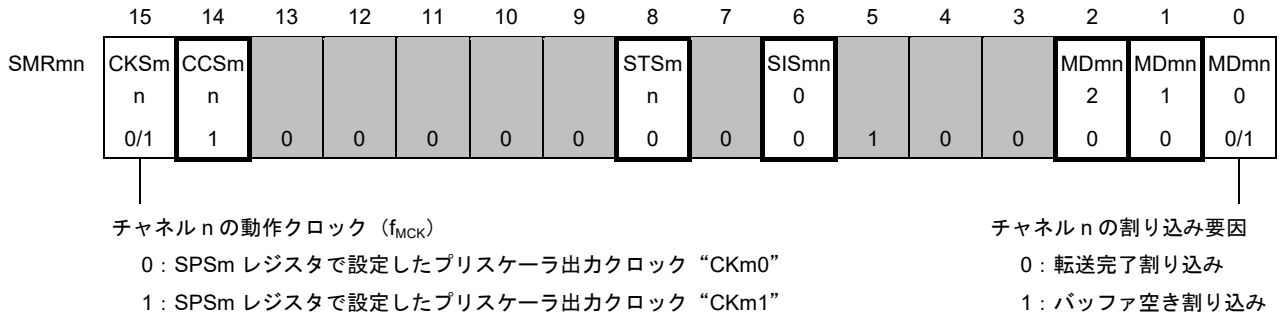 15 14 13 12 11 10 9 8 7 6 5 4 3 2 1 0
SMRmn CKSm CCSm STSm SISmn MDmn MDmn MDmn
n n n 0 2 1 0
0/1 1 0 0 0 0 0 0 0 0 1 0 0 0 0 0/1
チャネル n の動作クロック（fMCK） チャネル n の割り込み要因
0：SPSm レジスタで設定したプリスケーラ出力クロック“CKm0” 0：転送完了割り込み
1：SPSm レジスタで設定したプリスケーラ出力クロック“CKm1” 1：バッファ空き割り込み